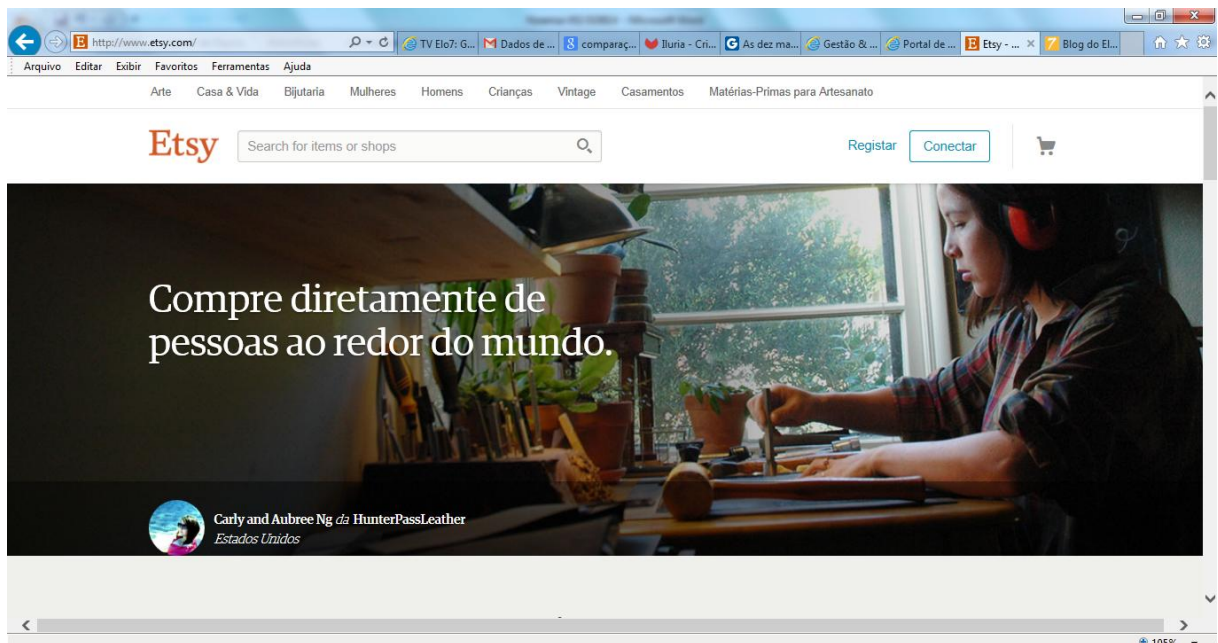 http://www.etsy.com/
TV Elo7: G...
Dados de ...
comparaç...
Iluria - Cri...
As dez ma...
Gestão & ...
Portal de ...
Etsy - ...
Blog do El...
Arquivo Editar Exibir Favoritos Ferramentas Ajuda
Arte Casa & Vida Bijutaria Mulheres Homens Crianças Vintage Casamentos Matérias-Primas para Artesanato
Etsy
Search for items or shops
Registar Conectar
Compre diretamente de
pessoas ao redor do mundo.
Carly and Aubree Ng da HunterPassLeather
Estados Unidos
105%